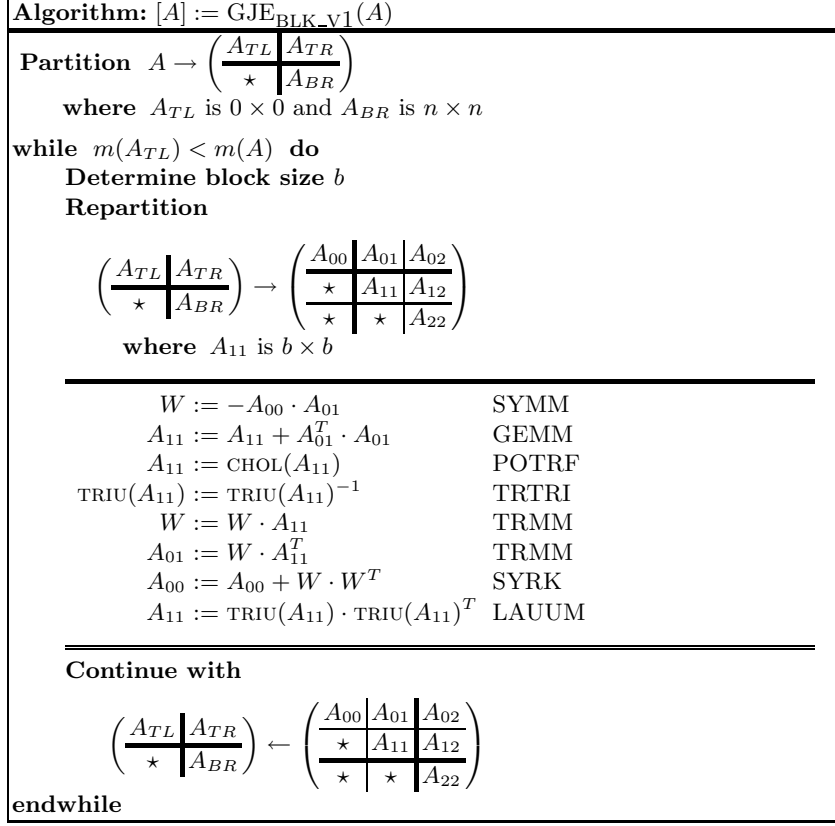 Algorithm: [A] := GJE_BLK_V1(A)
Partition A → ( A_TL A_TR
⋆ A_BR )
where A_TL is 0 × 0 and A_BR is n × n
while m(A_TL) < m(A) do
Determine block size b
Repartition
( A_TL A_TR
⋆ A_BR ) → ( A_00 A_01 A_02
⋆ A_11 A_12
⋆ ⋆ A_22 )
where A_11 is b × b
W := −A_00 · A_01 SYMM
A_11 := A_11 + A_01^T · A_01 GEMM
A_11 := CHOL(A_11) POTRF
TRIU(A_11) := TRIU(A_11)^−1 TRTRI
W := W · A_11 TRMM
A_01 := W · A_11^T TRMM
A_00 := A_00 + W · W^T SYRK
A_11 := TRIU(A_11) · TRIU(A_11)^T LAUUM
Continue with
( A_TL A_TR
⋆ A_BR ) ← ( A_00 A_01 A_02
⋆ A_11 A_12
⋆ ⋆ A_22 )
endwhile